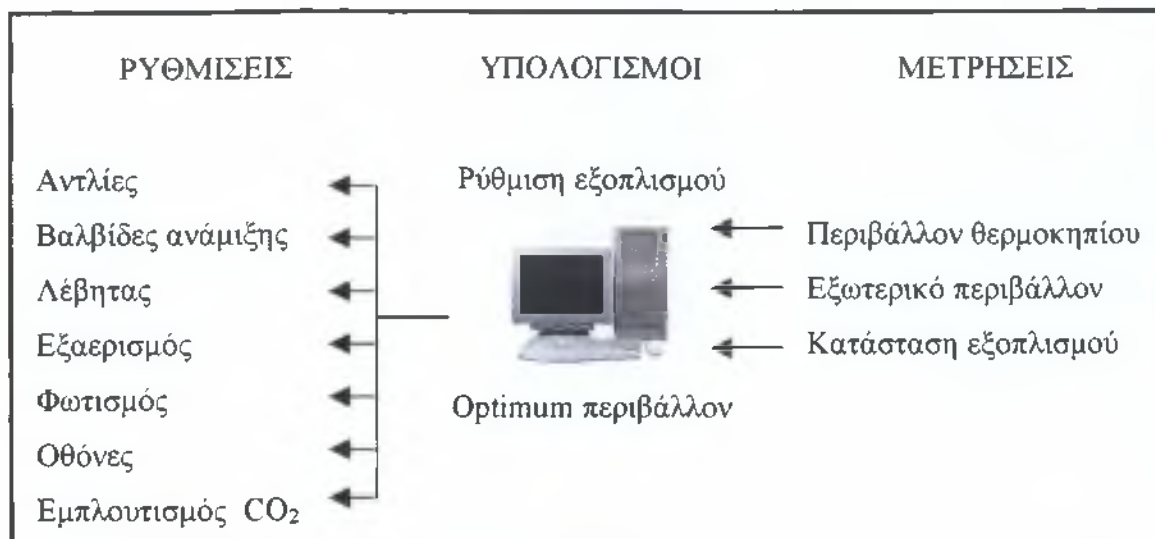 ΡΥΘΜΙΣΕΙΣ
ΥΠΟΛΟΓΙΣΜΟΙ
ΜΕΤΡΗΣΕΙΣ
Αντλίες
Βαλβίδες ανάμιξης
Λέβητας
Εξαερισμός
Φωτισμός
Οθόνες
Εμπλουτισμός CO₂
Ρύθμιση εξοπλισμού
Optimum περιβάλλον
Περιβάλλον θερμοκηπίου
Εξωτερικό περιβάλλον
Κατάσταση εξοπλισμού